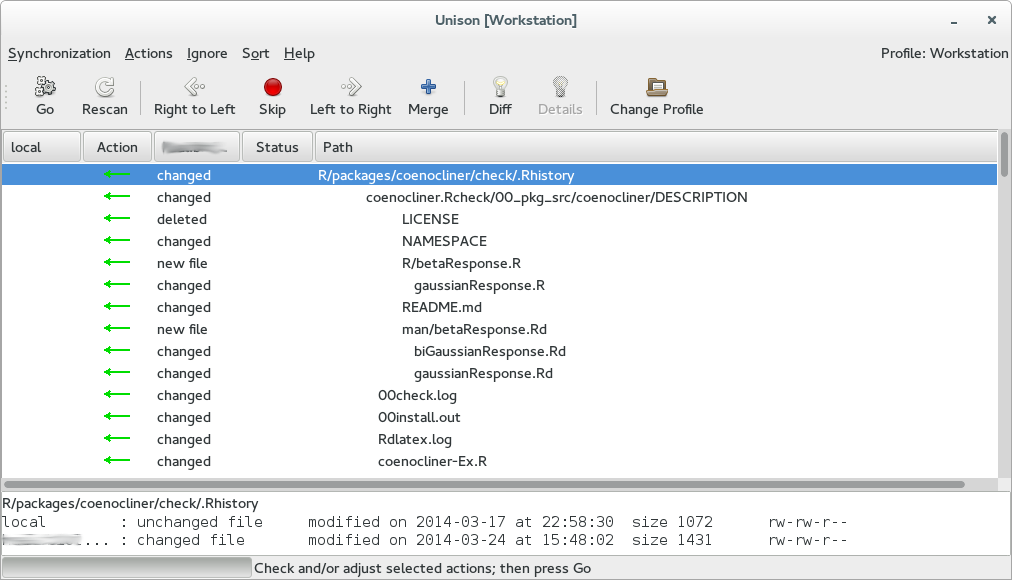 Unison [Workstation]
Synchronization Actions Ignore Sort Help Profile: Workstation
Go Rescan Right to Left Skip Left to Right Merge Diff Details Change Profile
local Action Status Path
changed R/packages/coenocliner/check/.Rhistory
changed coenocliner.Rcheck/00_pkg_src/coenocliner/DESCRIPTION
deleted LICENSE
changed NAMESPACE
new file R/betaResponse.R
changed gaussianResponse.R
changed README.md
new file man/betaResponse.Rd
changed biGaussianResponse.Rd
changed gaussianResponse.Rd
changed 00check.log
changed 00install.out
changed Rdlatex.log
changed coenocliner-Ex.R
R/packages/coenocliner/check/.Rhistory
local : unchanged file modified on 2014-03-17 at 22:58:30 size 1072 rw-rw-r--
... : changed file modified on 2014-03-24 at 15:48:02 size 1431 rw-rw-r--
Check and/or adjust selected actions; then press Go